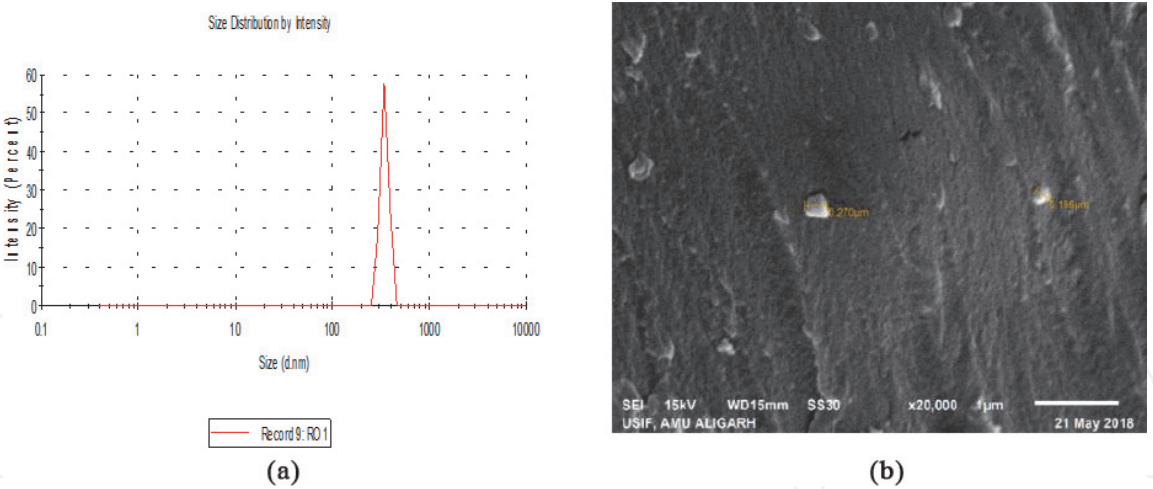 Size Distribution by Intensity
Intensity (Percent)
60
50
40
30
20
10
0
0.1 1 10 100 1000 10000
Size (d.nm)
Record 9: RO1
(a)
0.270µm
SEI 15kV WD15mm SS30 x20,000 1µm
USIF, AMU ALIGARH 21 May 2018
(b)